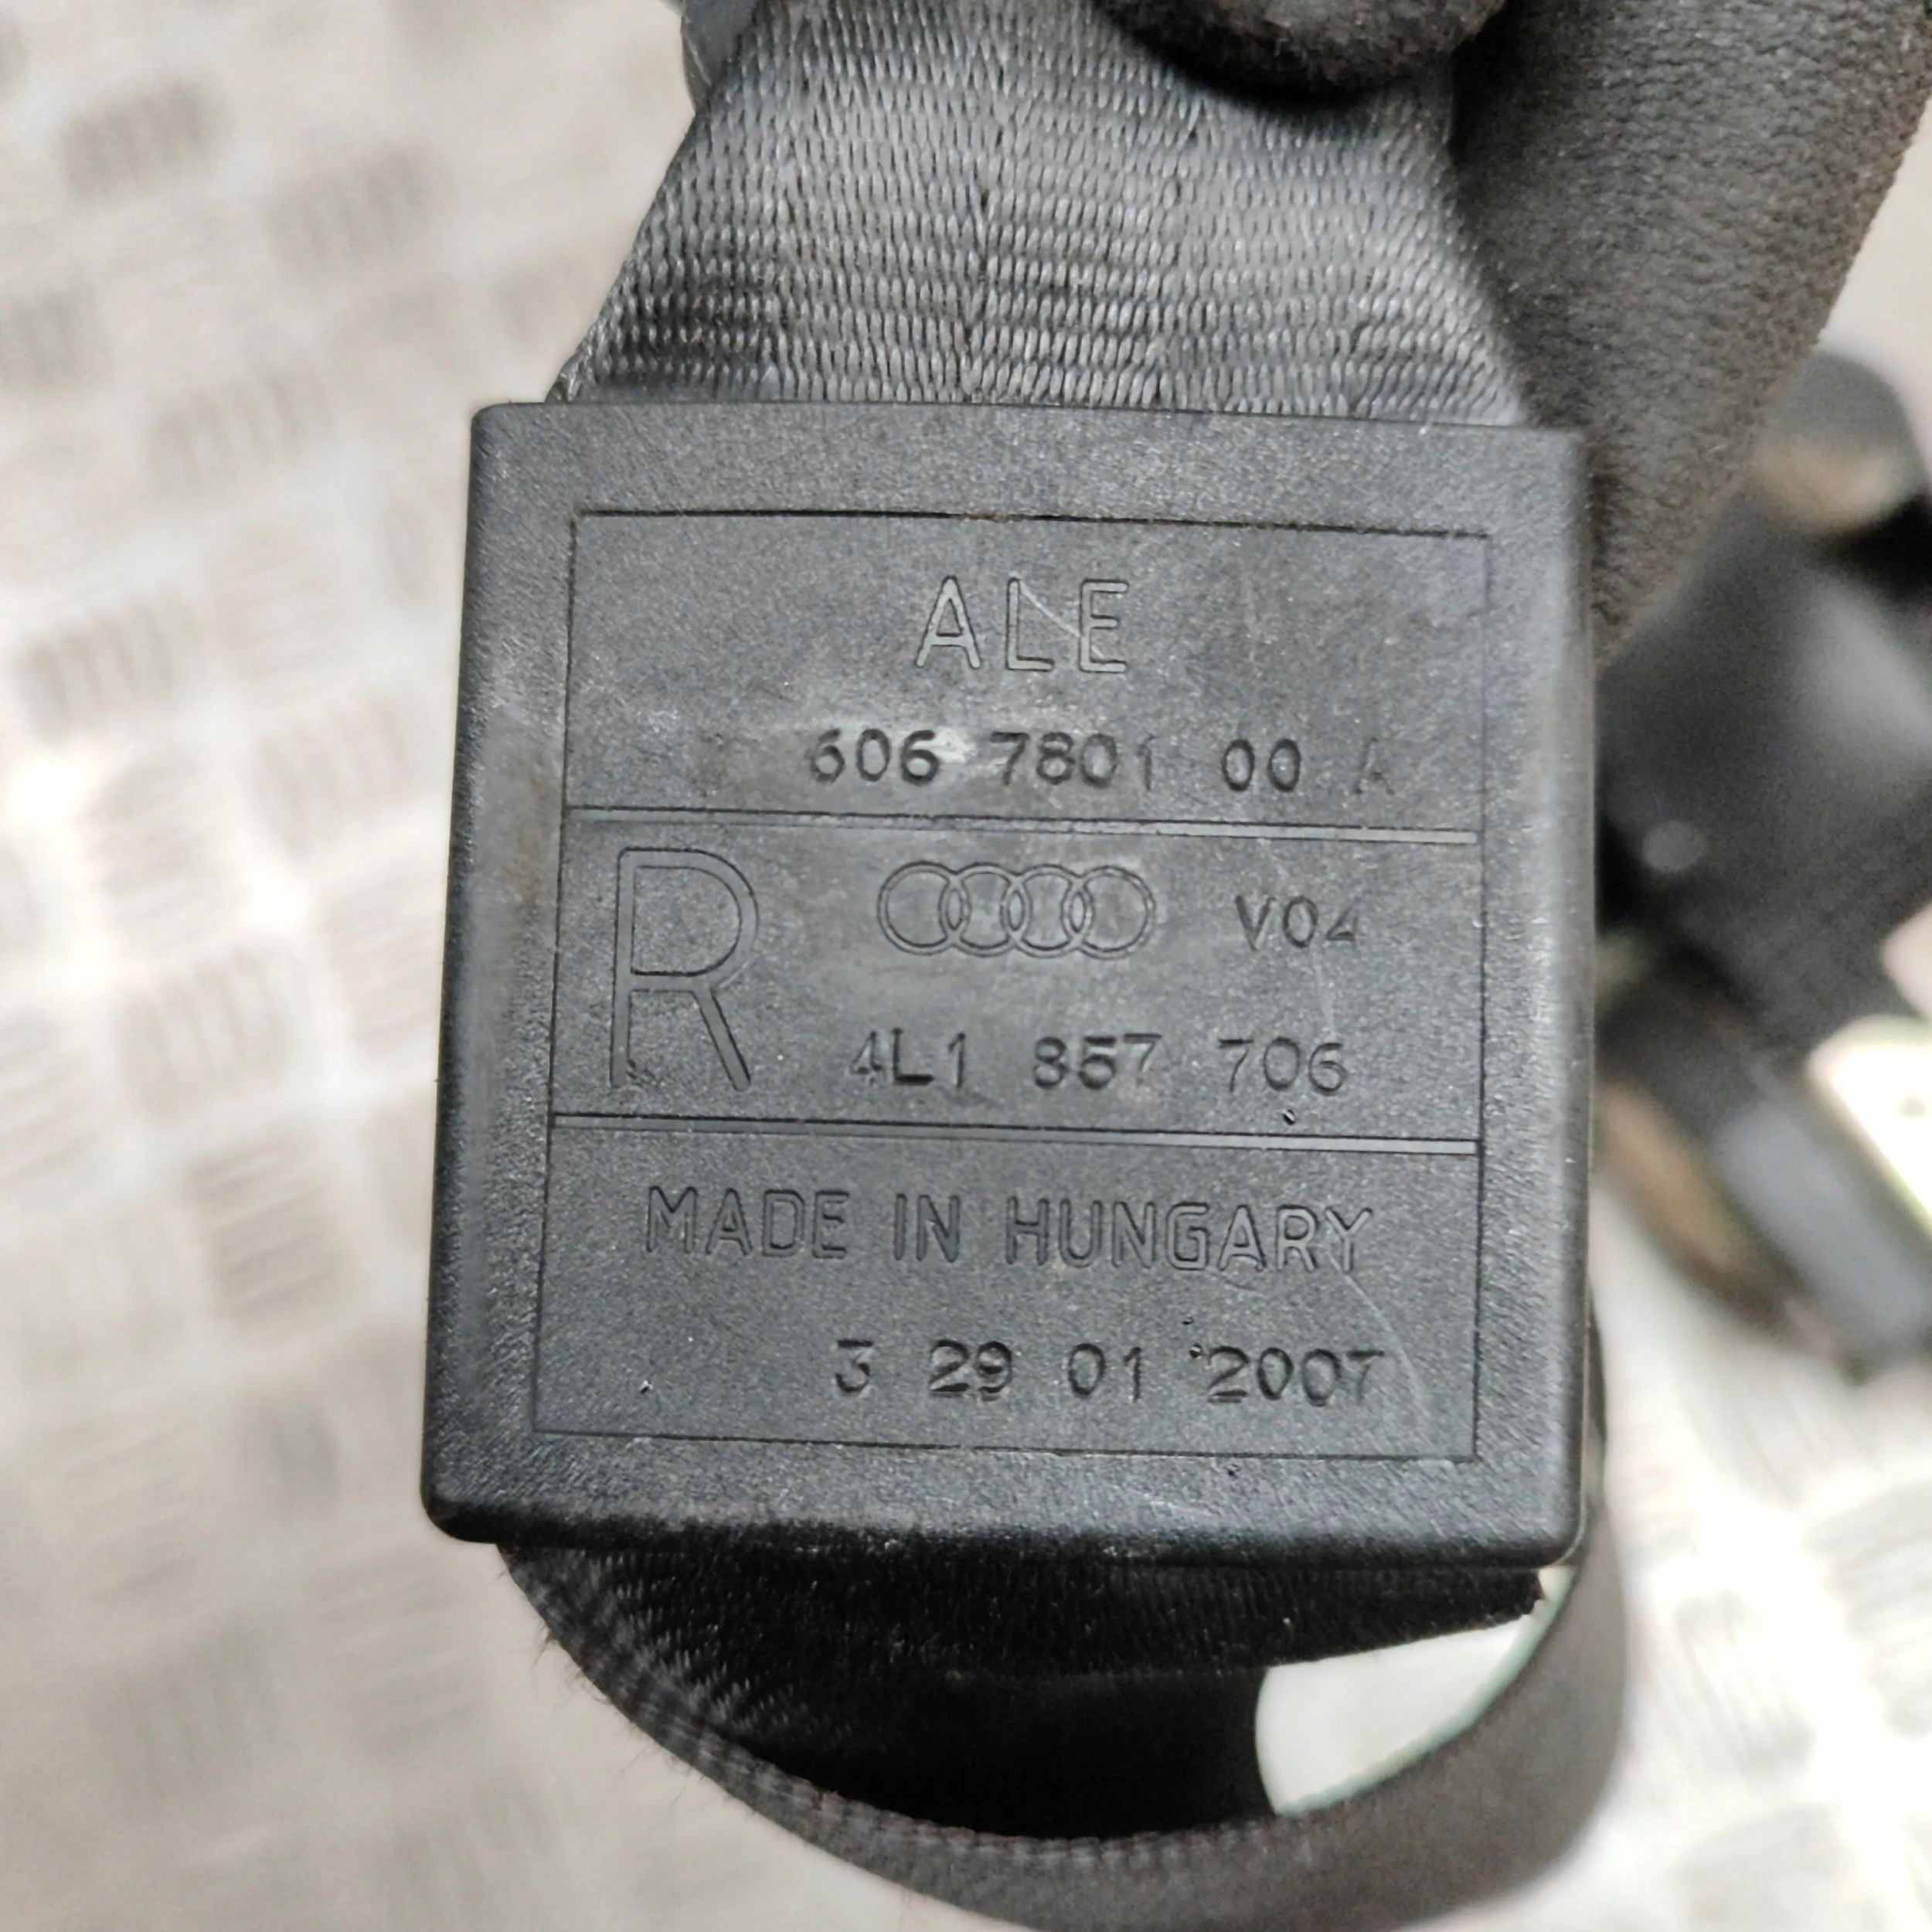 ALE
606 7801 00 A
R V04
4L1 857 706
MADE IN HUNGARY
3 29 01 2007